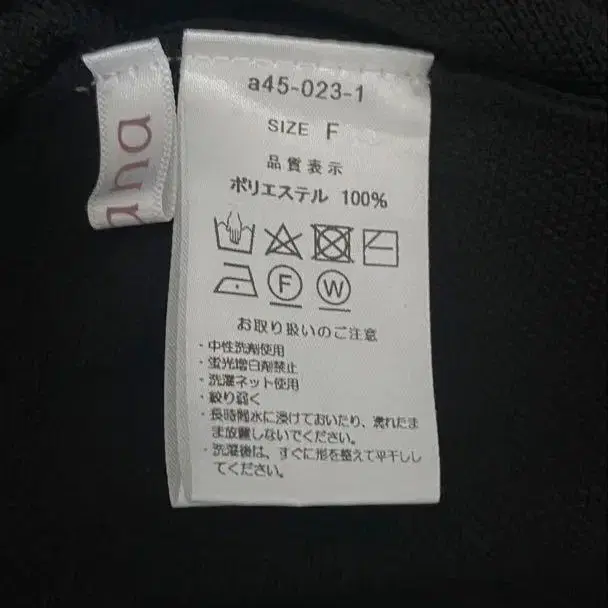 una
a45-023-1
SIZE F
品質表示
ポリエステル 100%
F W
お取り扱いのご注意
・中性洗剤使用
・蛍光増白剤禁止
・洗濯ネット使用
・絞り弱く
・長時間水に浸けておいたり、濡れたま
ま放置しないでください。
・洗濯後は、すぐに形を整えて平干しし
てください。